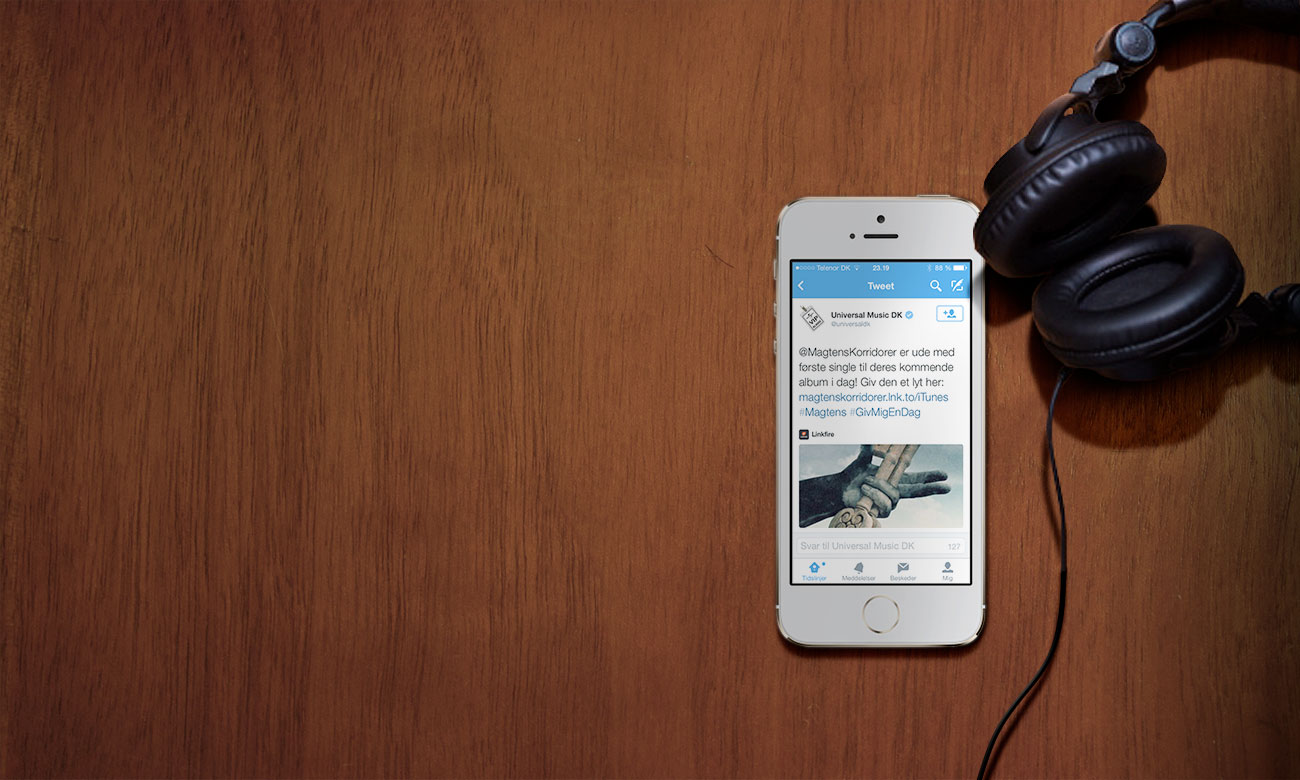 Telenor DK 23.19 88 %
Tweet
VIP
Universal Music DK
@universaldk
@MagtensKorridorer er ude med
første single til deres kommende
album i dag! Giv den et lyt her:
magtenskorridorer.lnk.to/iTunes
#Magtens #GivMigEnDag
Linkfire
Svar til Universal Music DK 127
Tidslinjer Meddelelser Beskeder Mig